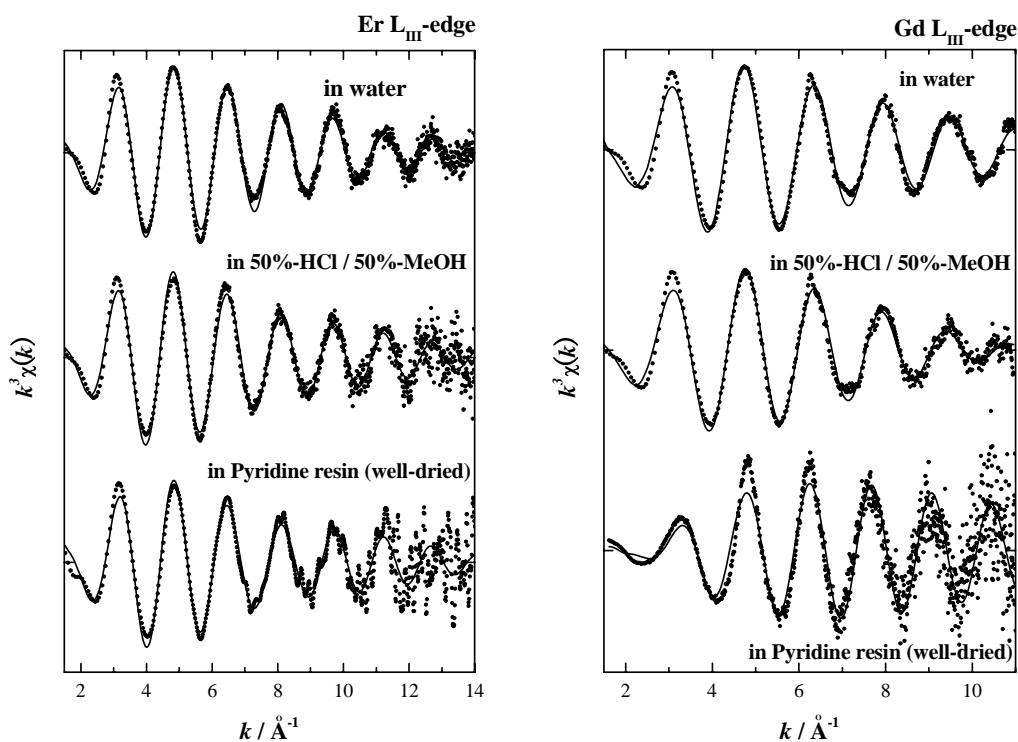 Er L_III-edge
in water
in 50%-HCl / 50%-MeOH
in Pyridine resin (well-dried)
k³χ(k)
2 4 6 8 10 12 14
k / Å⁻¹
Gd L_III-edge
in water
in 50%-HCl / 50%-MeOH
in Pyridine resin (well-dried)
k³χ(k)
2 4 6 8 10
k / Å⁻¹